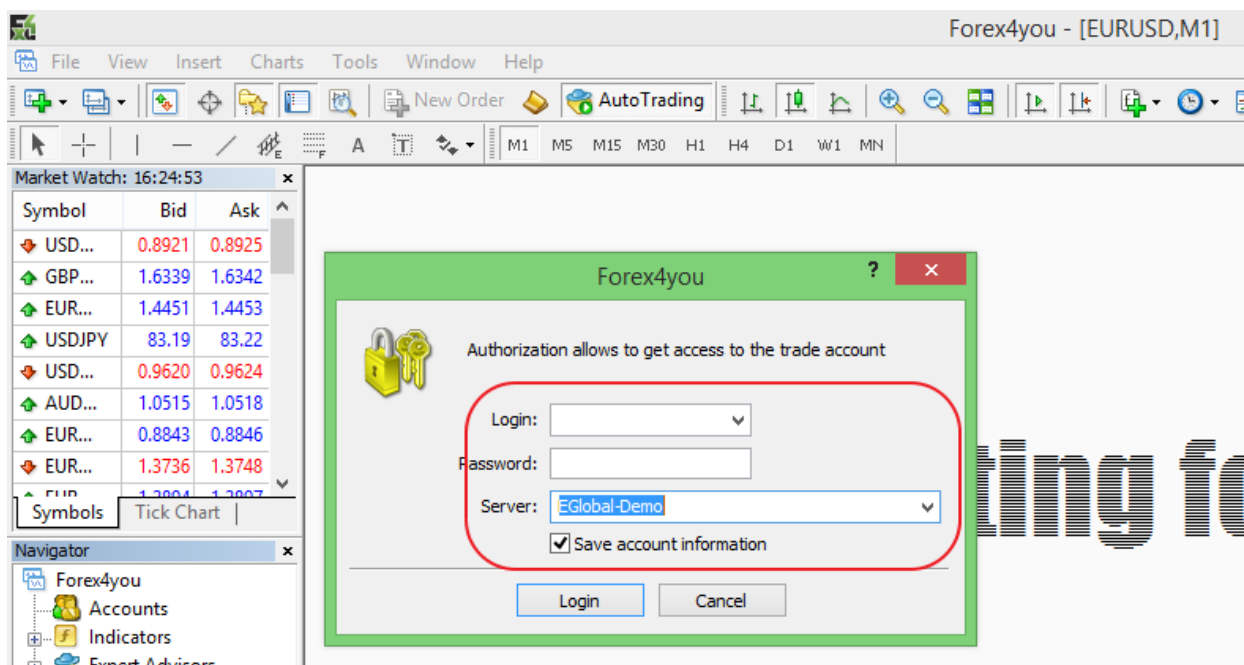 Forex4you - [EURUSD,M1]
File View Insert Charts Tools Window Help
New Order AutoTrading
E F A T M1 M5 M15 M30 H1 H4 D1 W1 MN
Market Watch: 16:24:53
Symbol Bid Ask
USD... 0.8921 0.8925
GBP... 1.6339 1.6342
EUR... 1.4451 1.4453
USDJPY 83.19 83.22
USD... 0.9620 0.9624
AUD... 1.0515 1.0518
EUR... 0.8843 0.8846
EUR... 1.3736 1.3748
Symbols Tick Chart
Navigator
Forex4you
Accounts
Indicators
Expert Advisors
Forex4you
Authorization allows to get access to the trade account
Login:
Password:
Server: EGlobal-Demo
Save account information
Login Cancel
ting fo